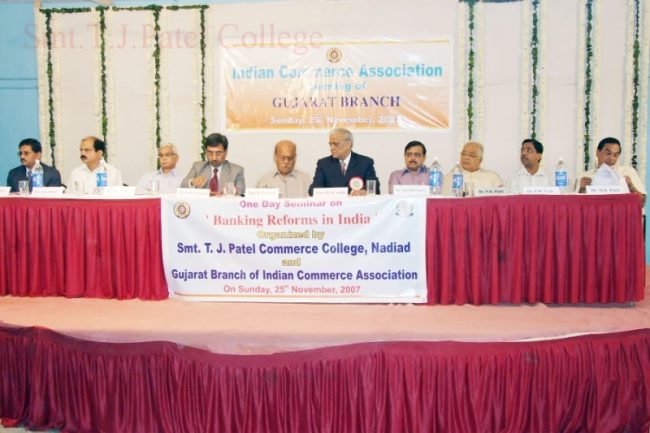 Smt. T. J. Patel College
Indian Commerce Association
GUJARAT BRANCH
Sunday, 25th November, 2007
One Day Seminar on
' Banking Reforms in India '
Organized by
Smt. T. J. Patel Commerce College, Nadiad
and
Gujarat Branch of Indian Commerce Association
On Sunday, 25th November, 2007